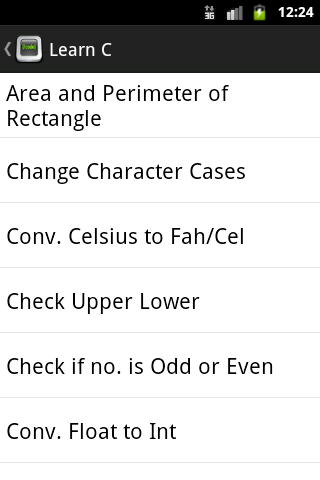 3G 12:24
Learn C
Area and Perimeter of
Rectangle
Change Character Cases
Conv. Celsius to Fah/Cel
Check Upper Lower
Check if no. is Odd or Even
Conv. Float to Int